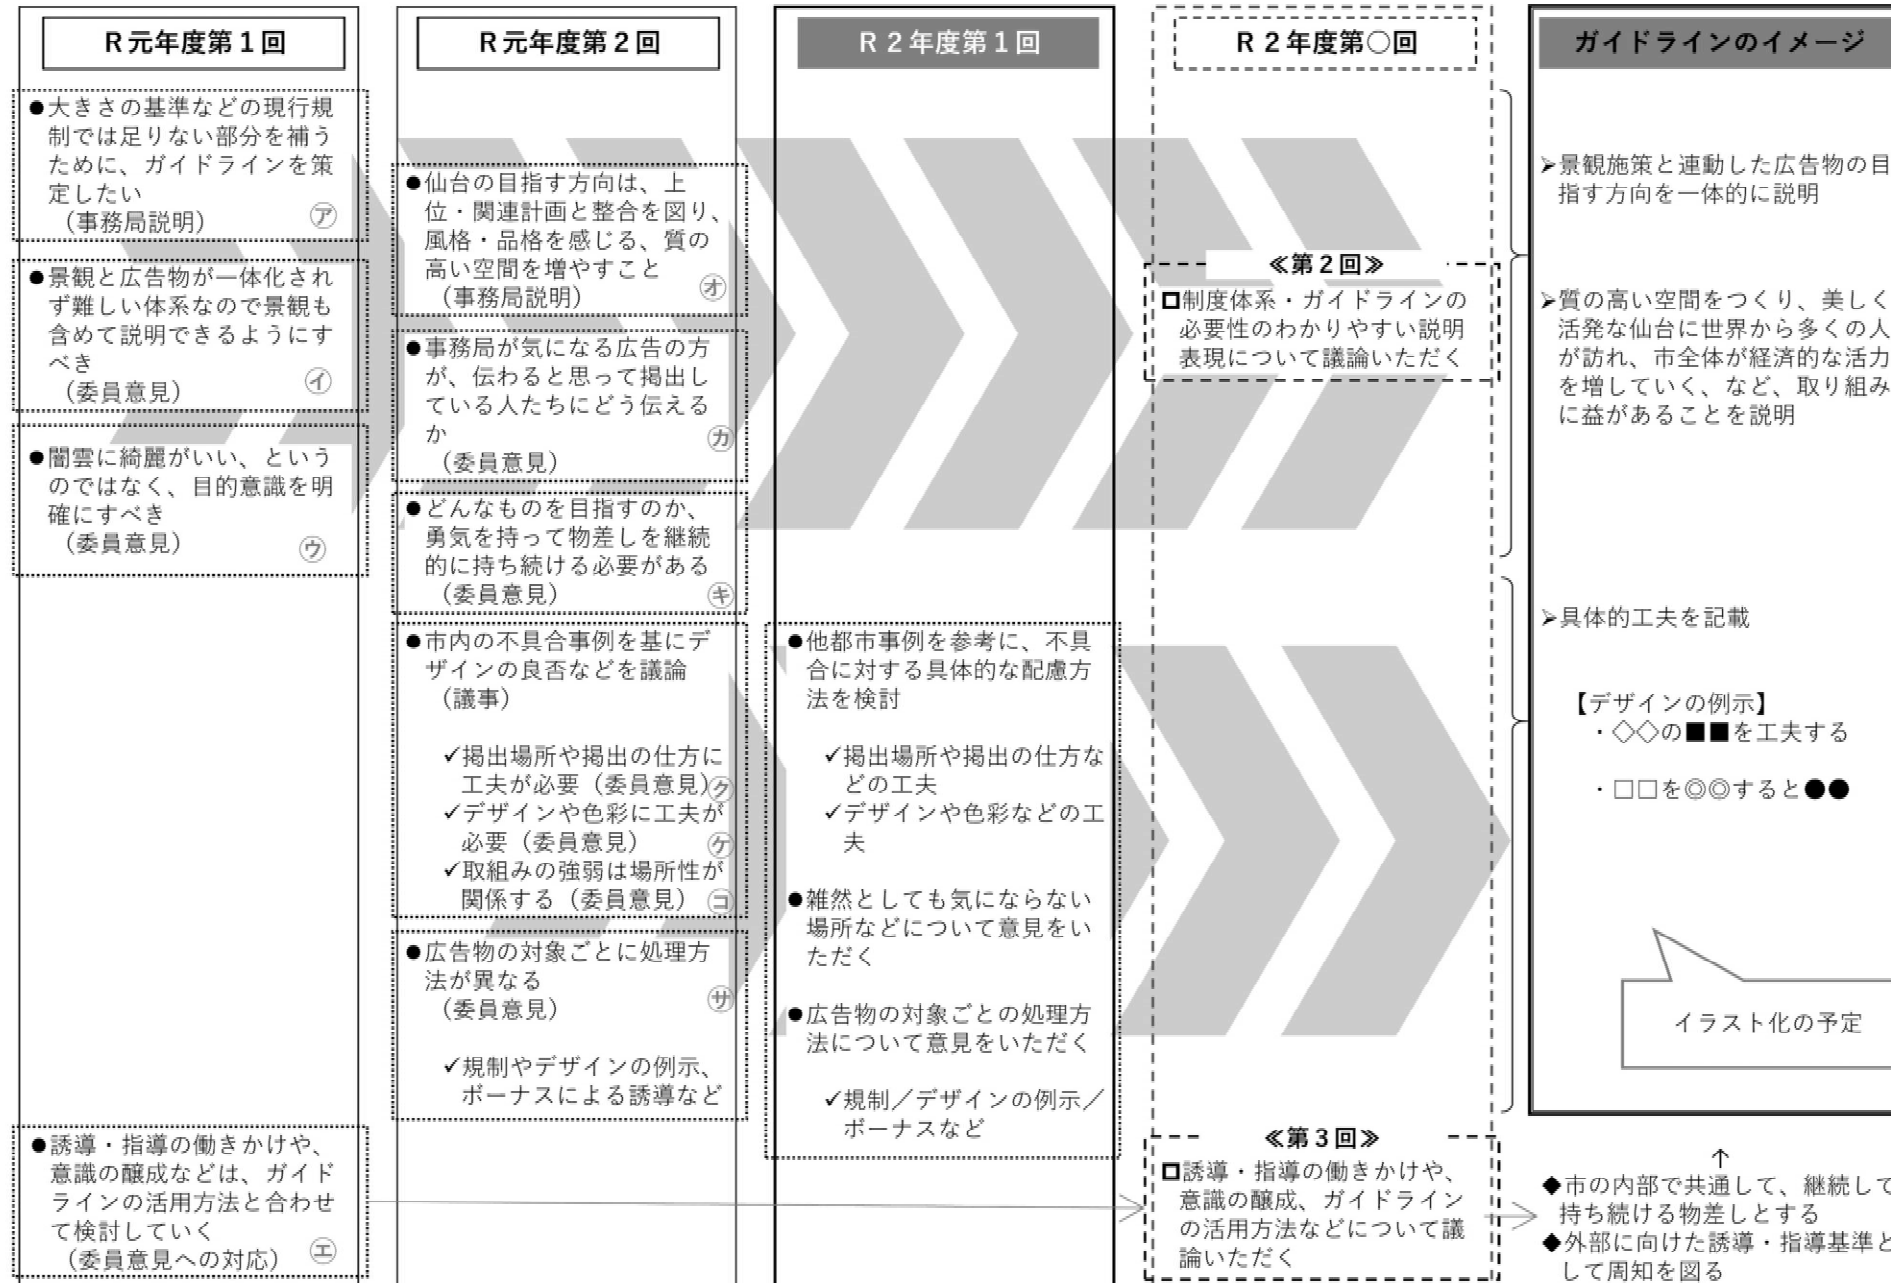 R元年度第1回
●大きさの基準などの現行規
制では足りない部分を補う
ために、ガイドラインを策
定したい
（事務局説明）
㋐
●景観と広告物が一体化され
ず難しい体系なので景観も
含めて説明できるようにす
べき
（委員意見）
㋑
●闇雲に綺麗がいい、という
のではなく、目的意識を明
確にすべき
（委員意見）
㋒
●誘導・指導の働きかけや、
意識の醸成などは、ガイド
ラインの活用方法と合わせ
て検討していく
（委員意見への対応）
㋓
R元年度第2回
●仙台の目指す方向は、上
位・関連計画と整合を図り、
風格・品格を感じる、質の
高い空間を増やすこと
（事務局説明）
㋔
●事務局が気になる広告の方
が、伝わると思って掲出し
ている人たちにどう伝える
か
（委員意見）
㋕
●どんなものを目指すのか、
勇気を持って物差しを継続
的に持ち続ける必要がある
（委員意見）
㋖
●市内の不具合事例を基にデ
ザインの良否などを議論
（議事）
✓掲出場所や掲出の仕方に
工夫が必要（委員意見）㋗
✓デザインや色彩に工夫が
必要（委員意見）㋘
✓取組みの強弱は場所性が
関係する（委員意見）㋙
●広告物の対象ごとに処理方
法が異なる
（委員意見）
㋚
✓規制やデザインの例示、
ボーナスによる誘導など
R2年度第1回
●他都市事例を参考に、不具
合に対する具体的な配慮方
法を検討
✓掲出場所や掲出の仕方な
どの工夫
✓デザインや色彩などの工
夫
●雑然としても気にならない
場所などについて意見をい
ただく
●広告物の対象ごとの処理方
法について意見をいただく
✓規制／デザインの例示／
ボーナスなど
R2年度第○回
≪第2回≫
□制度体系・ガイドラインの
必要性のわかりやすい説明
表現について議論いただく
≪第3回≫
□誘導・指導の働きかけや、
意識の醸成、ガイドライン
の活用方法などについて議
論いただく
ガイドラインのイメージ
➢景観施策と連動した広告物の目
指す方向を一体的に説明
➢質の高い空間をつくり、美しく
活発な仙台に世界から多くの人
が訪れ、市全体が経済的な活力
を増していく、など、取り組み
に益があることを説明
➢具体的工夫を記載
【デザインの例示】
・◇◇の■■を工夫する
・□□を◎◎すると●●
イラスト化の予定
↑
◆市の内部で共通して、継続して
持ち続ける物差しとする
◆外部に向けた誘導・指導基準と
して周知を図る